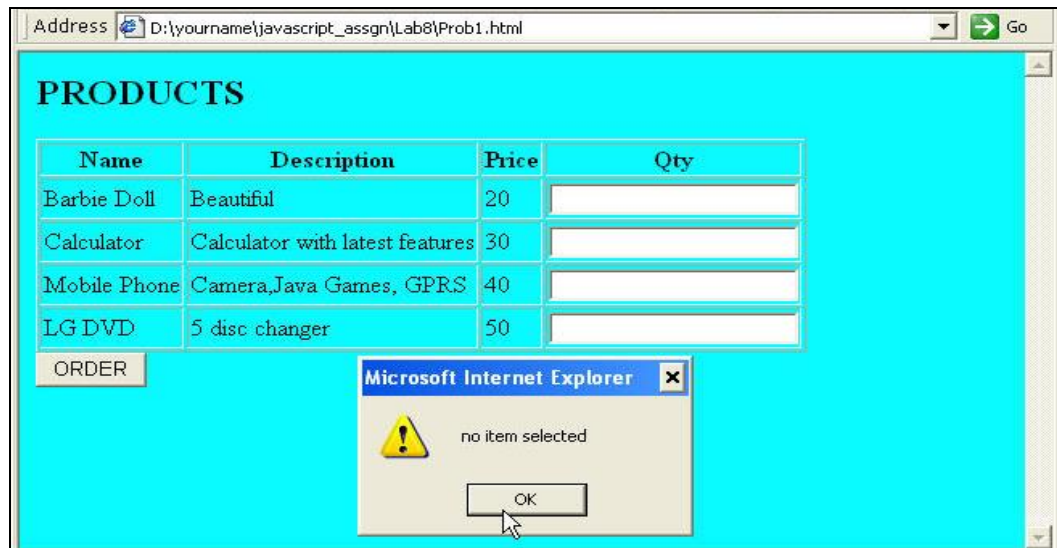 Address D:\yourname\javascript_assgn\Lab8\Prob1.html Go
PRODUCTS
Name Description Price Qty
Barbie Doll Beautiful 20
Calculator Calculator with latest features 30
Mobile Phone Camera,Java Games, GPRS 40
LG DVD 5 disc changer 50
ORDER
Microsoft Internet Explorer
no item selected
OK